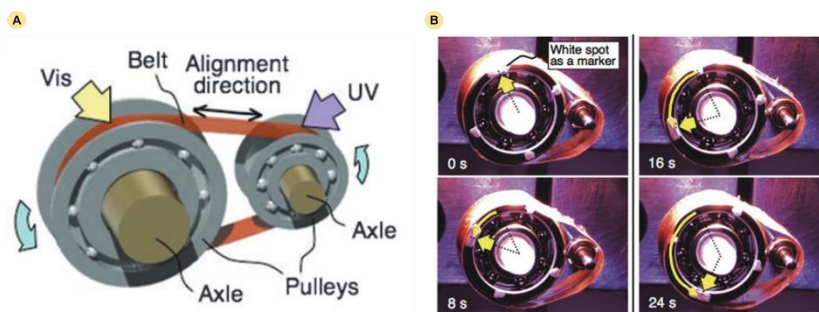 A
Vis
Belt
Alignment
direction
UV
Axle
Axle
Pulleys
B
White spot
as a marker
0 s
16 s
8 s
24 s